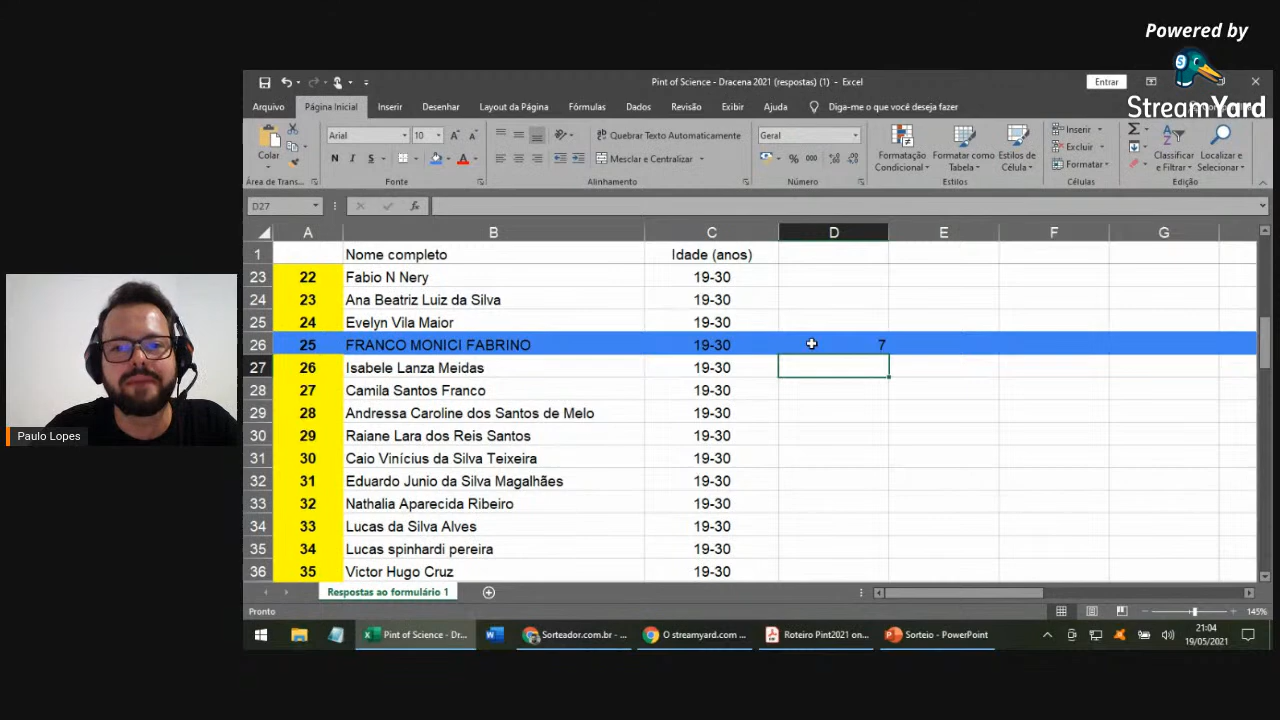 Powered by
StreamYard
Pint of Science - Dracena 2021 (respostas) (1) - Excel
Entrar
Arquivo Página Inicial Inserir Desenhar Layout da Página Fórmulas Dados Revisão Exibir Ajuda Diga-me o que você deseja fazer
Colar
Arial 10
N I S
Quebrar Texto Automaticamente
Mesclar e Centralizar
Geral
% 000
Formatação Condicional
Formatar como Tabela
Estilos de Célula
Inserir
Excluir
Formatar
Classificar e Filtrar
Localizar e Selecionar
Área de Trans... Fonte Alinhamento Número Estilos Células Edição
D27 fx
A B C D E F G
1 Nome completo Idade (anos)
23 22 Fabio N Nery 19-30
24 23 Ana Beatriz Luiz da Silva 19-30
25 24 Evelyn Vila Maior 19-30
26 25 FRANCO MONICI FABRINO 19-30 7
27 26 Isabele Lanza Meidas 19-30
28 27 Camila Santos Franco 19-30
29 28 Andressa Caroline dos Santos de Melo 19-30
30 29 Raiane Lara dos Reis Santos 19-30
31 30 Caio Vinícius da Silva Teixeira 19-30
32 31 Eduardo Junio da Silva Magalhães 19-30
33 32 Nathalia Aparecida Ribeiro 19-30
34 33 Lucas da Silva Alves 19-30
35 34 Lucas spinhardi pereira 19-30
36 35 Victor Hugo Cruz 19-30
Paulo Lopes
Respostas ao formulário 1
Pronto
145%
Pint of Science - Dr... Sorteador.com.br - ... O streamyard.com ... Roteiro Pint2021 on... Sorteio - PowerPoint
21:04
19/05/2021